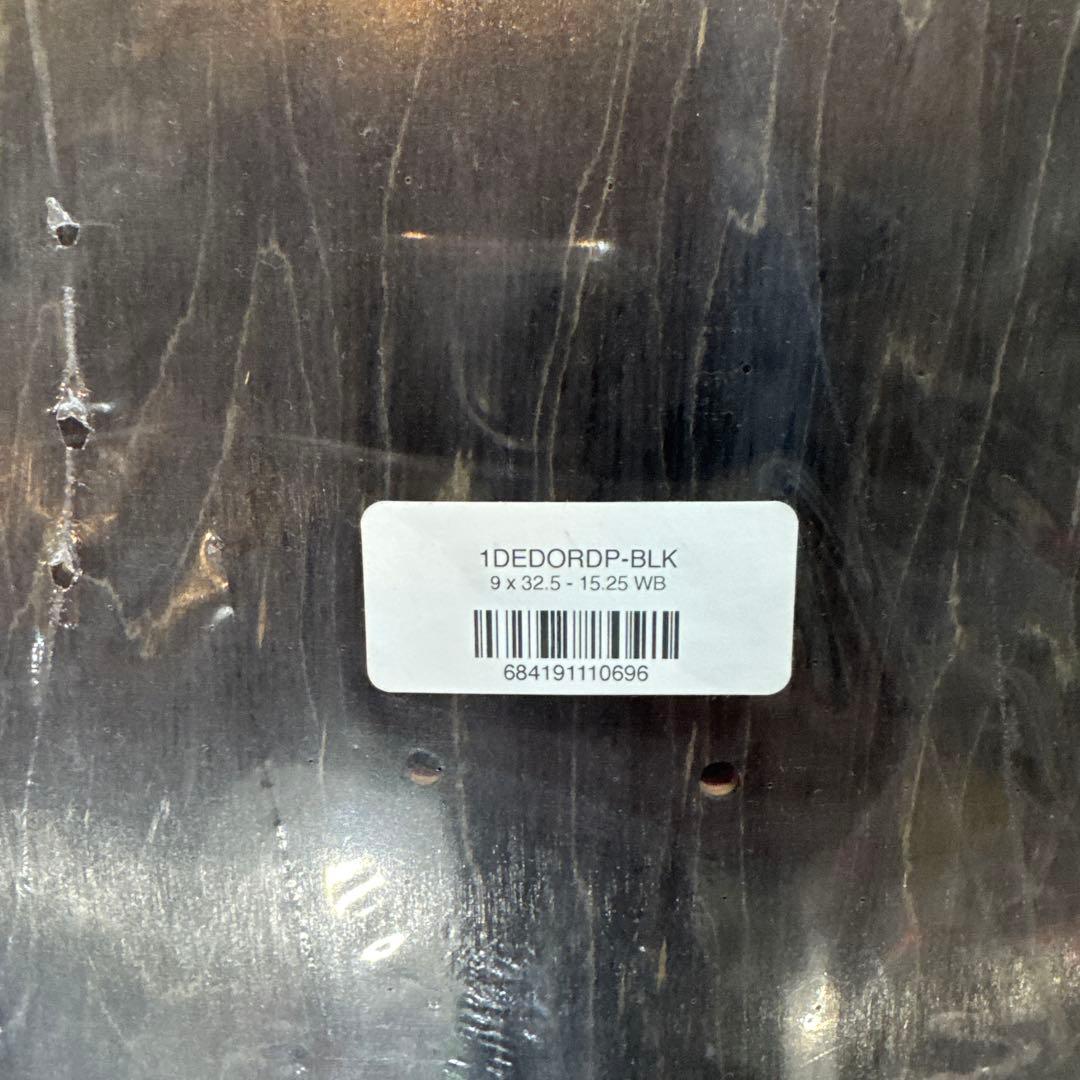 1DEDORDP-BLK
9 x 32.5 - 15.25 WB
684191110696